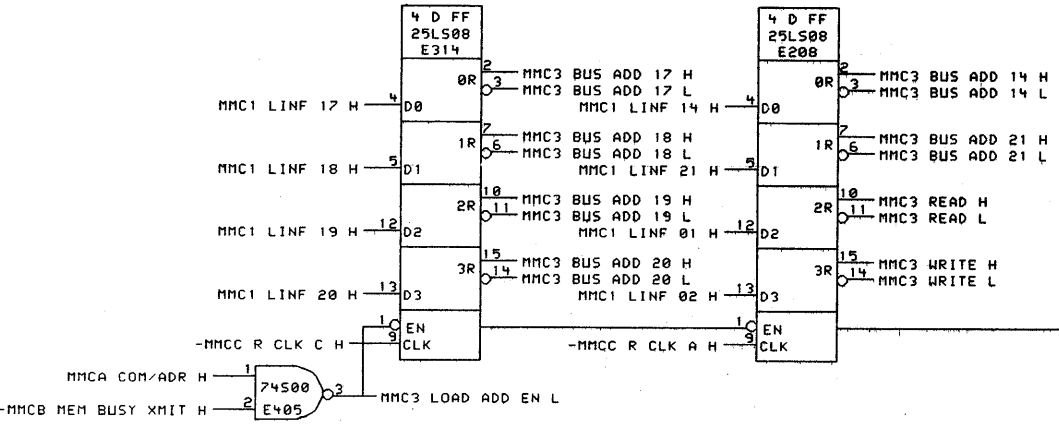 4 D FF
25LS08
E314
0R
2 MMC3 BUS ADD 17 H
3 MMC3 BUS ADD 17 L
MMC1 LINF 17 H 4 D0
1R
7 MMC3 BUS ADD 18 H
6 MMC3 BUS ADD 18 L
MMC1 LINF 18 H 5 D1
2R
10 MMC3 BUS ADD 19 H
11 MMC3 BUS ADD 19 L
MMC1 LINF 19 H 12 D2
3R
15 MMC3 BUS ADD 20 H
14 MMC3 BUS ADD 20 L
MMC1 LINF 20 H 13 D3
1 EN
-MMCC R CLK C H 9 CLK
MMCA COM/ADR H 1
-MMCB MEM BUSY XMIT H 2
74S00
E405
3 MMC3 LOAD ADD EN L
4 D FF
25LS08
E208
0R
2 MMC3 BUS ADD 14 H
3 MMC3 BUS ADD 14 L
MMC1 LINF 14 H 4 D0
1R
7 MMC3 BUS ADD 21 H
6 MMC3 BUS ADD 21 L
MMC1 LINF 21 H 5 D1
2R
10 MMC3 READ H
11 MMC3 READ L
MMC1 LINF 01 H 12 D2
3R
15 MMC3 WRITE H
14 MMC3 WRITE L
MMC1 LINF 02 H 13 D3
1 EN
-MMCC R CLK A H 9 CLK